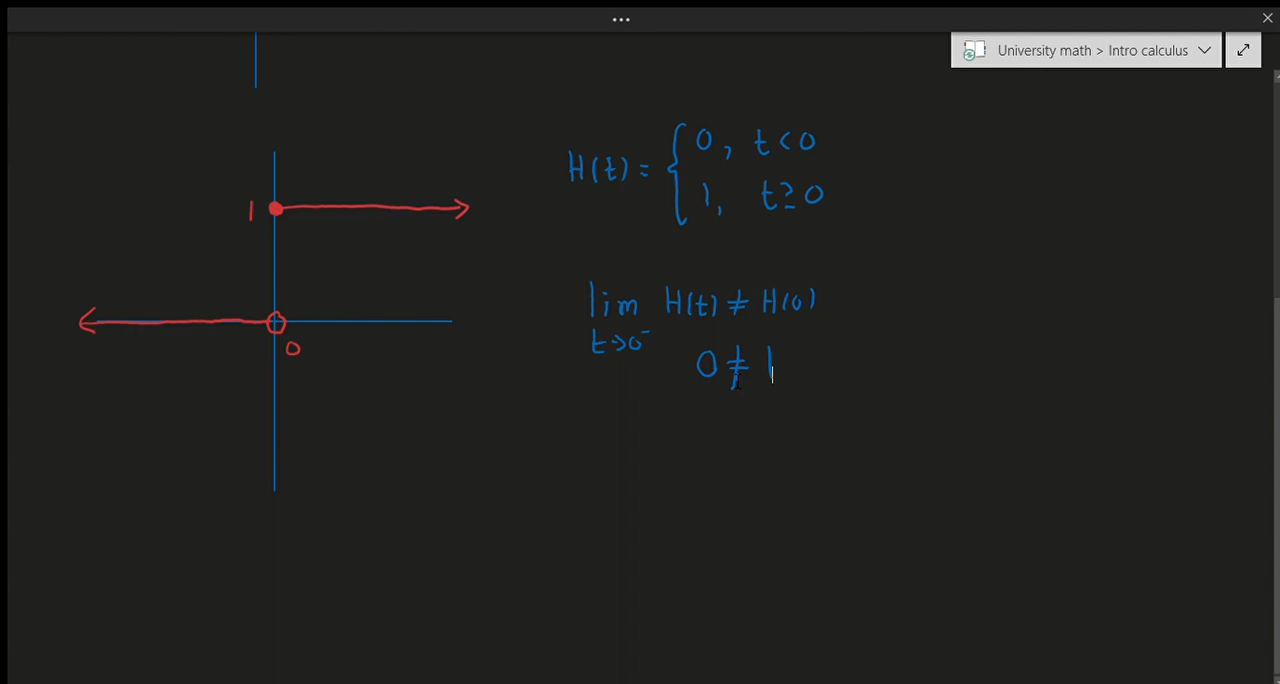 ...
University math > Intro calculus
H(t) = { 0, t < 0
1, t ≥ 0
1
0
lim H(t) ≠ H(0)
t→0⁻
0 ≠ 1